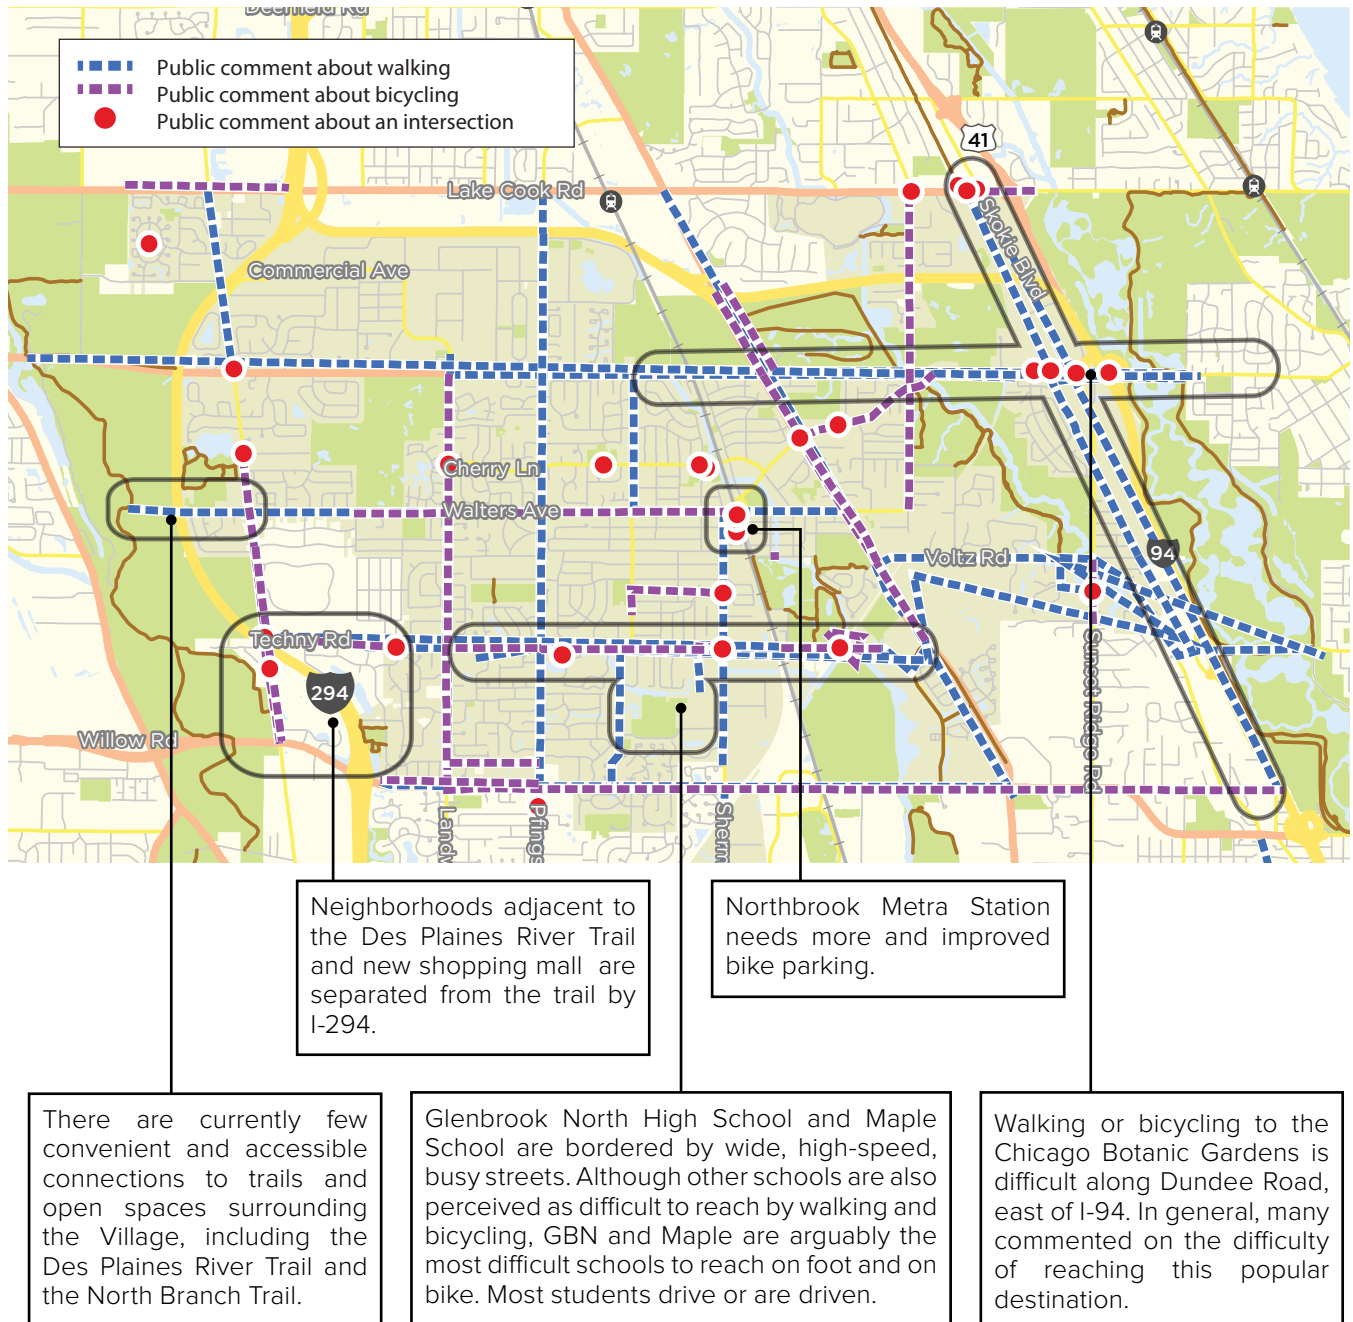 Deerfield Rd
Public comment about walking
Public comment about bicycling
Public comment about an intersection
41
Lake Cook Rd
Skokie Blvd
Commercial Ave
Cherry Ln
Walters Ave
Voltz Rd
94
Techny Rd
294
Sunset Ridge Rd
Willow Rd
Landw
Pfings
Sherm
Neighborhoods adjacent to
the Des Plaines River Trail
and new shopping mall are
separated from the trail by
I-294.
Northbrook Metra Station
needs more and improved
bike parking.
There are currently few
convenient and accessible
connections to trails and
open spaces surrounding
the Village, including the
Des Plaines River Trail and
the North Branch Trail.
Glenbrook North High School and Maple
School are bordered by wide, high-speed,
busy streets. Although other schools are also
perceived as difficult to reach by walking and
bicycling, GBN and Maple are arguably the
most difficult schools to reach on foot and on
bike. Most students drive or are driven.
Walking or bicycling to the
Chicago Botanic Gardens is
difficult along Dundee Road,
east of I-94. In general, many
commented on the difficulty
of reaching this popular
destination.